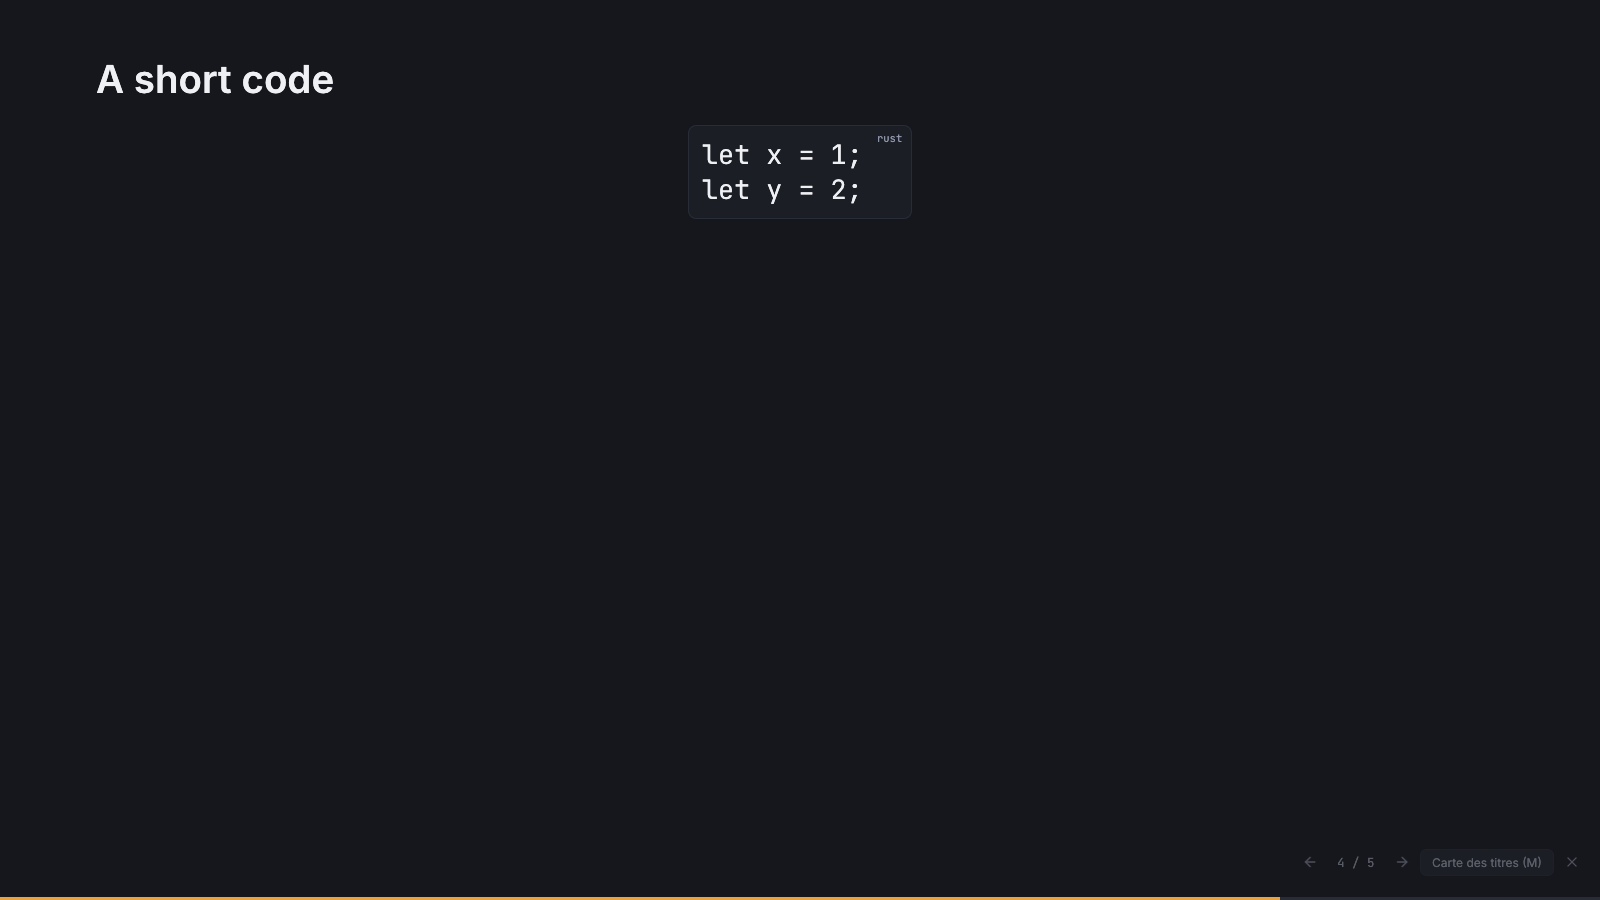 A short code
rust
let x = 1;
let y = 2;
4 / 5
Carte des titres (M)